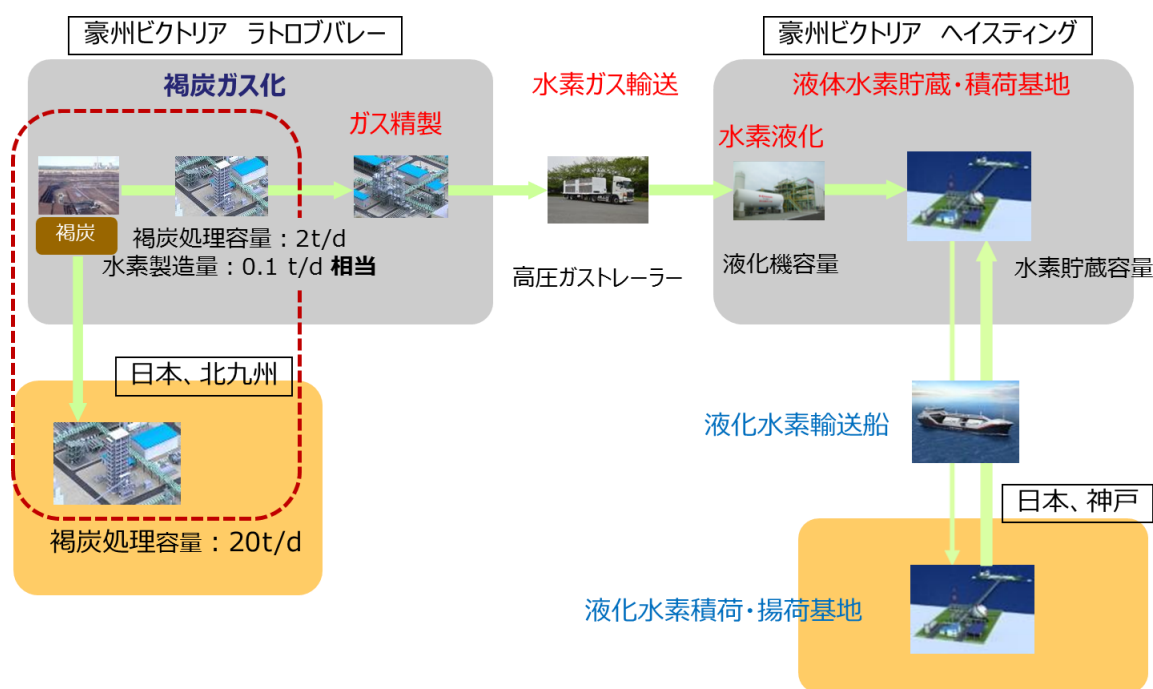 豪州ビクトリア ラトロブバレー
豪州ビクトリア ヘイスティング
褐炭ガス化
水素ガス輸送
液体水素貯蔵・積荷基地
ガス精製
水素液化
褐炭
褐炭処理容量：2t/d
水素製造量：0.1 t/d 相当
高圧ガストレーラー
液化機容量
水素貯蔵容量
日本、北九州
液化水素輸送船
日本、神戸
褐炭処理容量：20t/d
液化水素積荷・揚荷基地